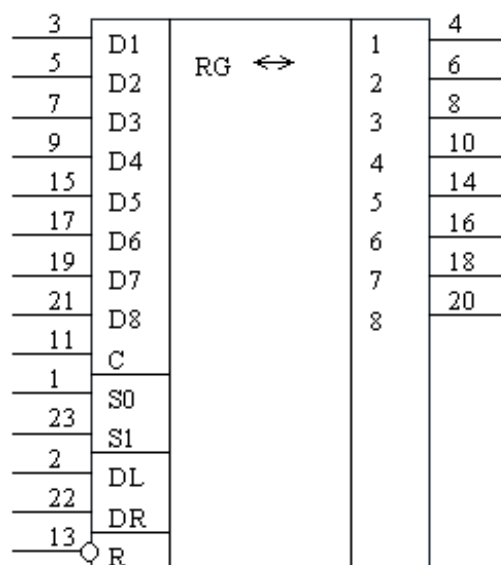 3 D1 RG ↔ 1 4
5 D2 2 6
7 D3 3 8
9 D4 4 10
15 D5 5 14
17 D6 6 16
19 D7 7 18
21 D8 8 20
11 C
1 S0
23 S1
2 DL
22 DR
13 R